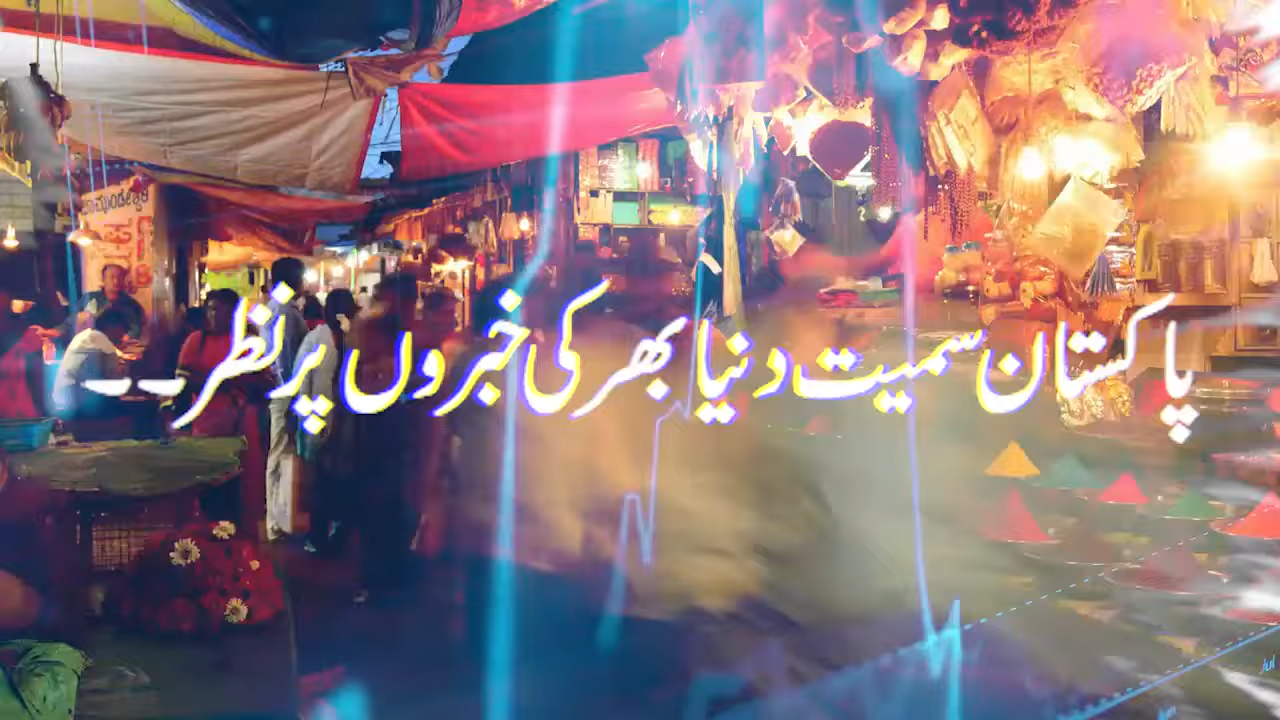 پاکستان سمیت دنیا بھر کی خبروں پر نظر۔۔